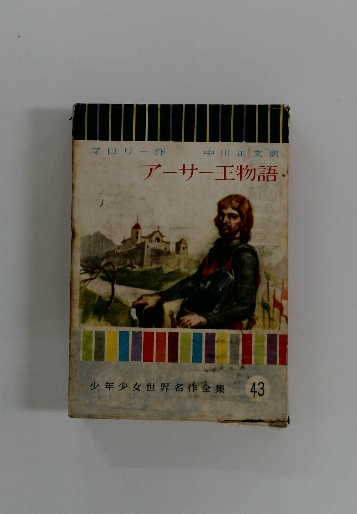 マロリー作 中川正文訳
アーサー王物語
少年少女世界名作全集 43